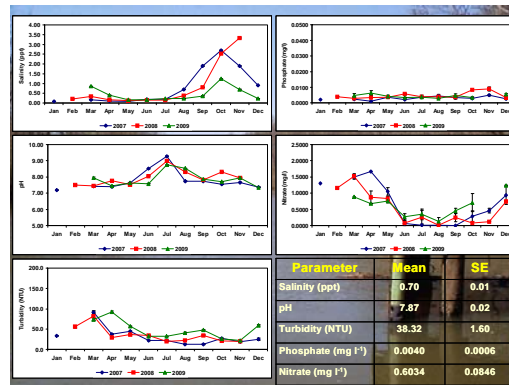 Salinity (ppt)
4.00
3.50
3.00
2.50
2.00
1.50
1.00
0.50
0.00
Jan Feb Mar Apr May Jun Jul Aug Sep Oct Nov Dec
2007 2008 2009
Phosphate (mg/l)
0.0500
0.0400
0.0300
0.0200
0.0100
0.0000
Jan Feb Mar Apr May Jun Jul Aug Sep Oct Nov Dec
2007 2008 2009
pH
10.00
9.00
8.00
7.00
6.00
5.00
Jan Feb Mar Apr May Jun Jul Aug Sep Oct Nov Dec
2007 2008 2009
Nitrate (mg/l)
2.5000
2.0000
1.5000
1.0000
0.5000
0.0000
Jan Feb Mar Apr May Jun Jul Aug Sep Oct Nov Dec
2007 2008 2009
Turbidity (NTU)
200.0
150.0
100.0
50.0
0.0
Jan Feb Mar Apr May Jun Jul Aug Sep Oct Nov Dec
2007 2008 2009
Parameter Mean SE
Salinity (ppt) 0.70 0.01
pH 7.87 0.02
Turbidity (NTU) 38.32 1.60
Phosphate (mg l-1) 0.0040 0.0006
Nitrate (mg l-1) 0.6034 0.0846